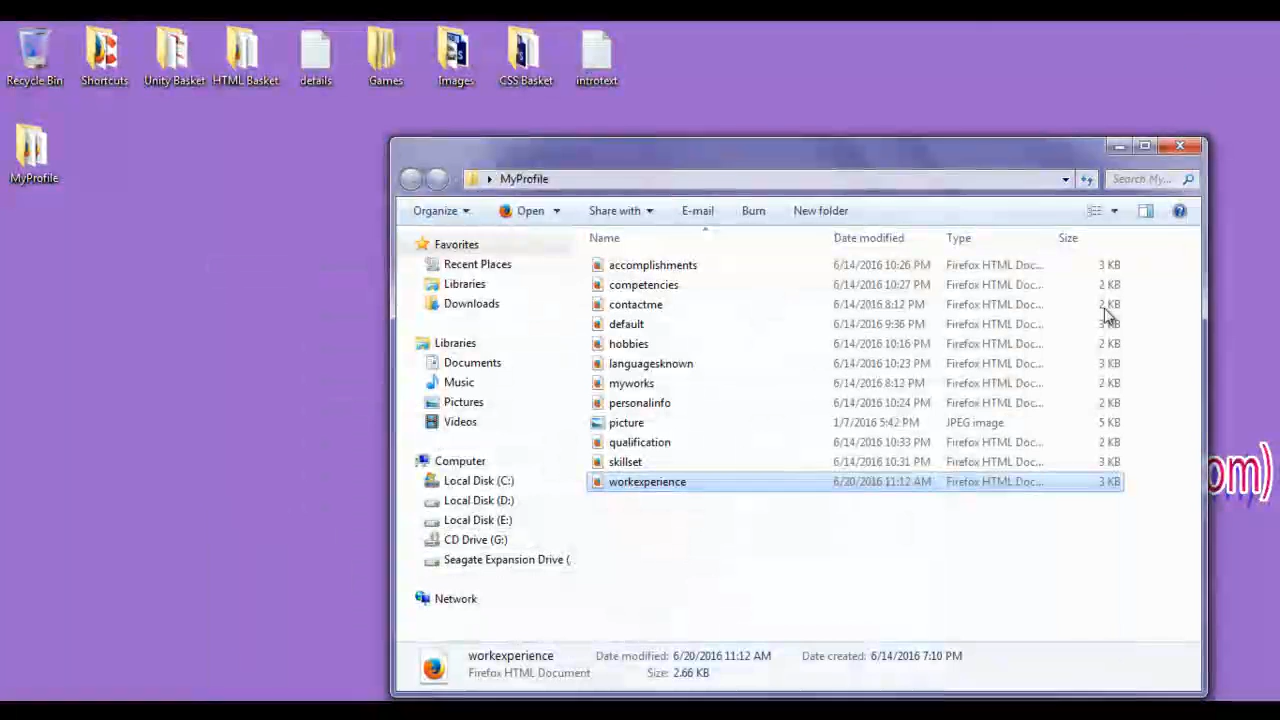 Recycle Bin
Shortcuts
Unity Basket
HTML Basket
details
Games
Images
CSS Basket
introtext
MyProfile
MyProfile
Search My...
Organize
Open
Share with
E-mail
Burn
New folder
Favorites
Recent Places
Libraries
Downloads
Libraries
Documents
Music
Pictures
Videos
Computer
Local Disk (C:)
Local Disk (D:)
Local Disk (E:)
CD Drive (G:)
Seagate Expansion Drive (
Network
Name Date modified Type Size
accomplishments 6/14/2016 10:26 PM Firefox HTML Doc... 3 KB
competencies 6/14/2016 10:27 PM Firefox HTML Doc... 2 KB
contactme 6/14/2016 8:12 PM Firefox HTML Doc... 2 KB
default 6/14/2016 9:36 PM Firefox HTML Doc... 3 KB
hobbies 6/14/2016 10:16 PM Firefox HTML Doc... 2 KB
languagesknown 6/14/2016 10:23 PM Firefox HTML Doc... 3 KB
myworks 6/14/2016 8:12 PM Firefox HTML Doc... 2 KB
personalinfo 6/14/2016 10:24 PM Firefox HTML Doc... 2 KB
picture 1/7/2016 5:42 PM JPEG image 5 KB
qualification 6/14/2016 10:33 PM Firefox HTML Doc... 2 KB
skillset 6/14/2016 10:31 PM Firefox HTML Doc... 3 KB
workexperience 6/20/2016 11:12 AM Firefox HTML Doc... 3 KB
om)
workexperience Date modified: 6/20/2016 11:12 AM Date created: 6/14/2016 7:10 PM
Firefox HTML Document Size: 2.66 KB